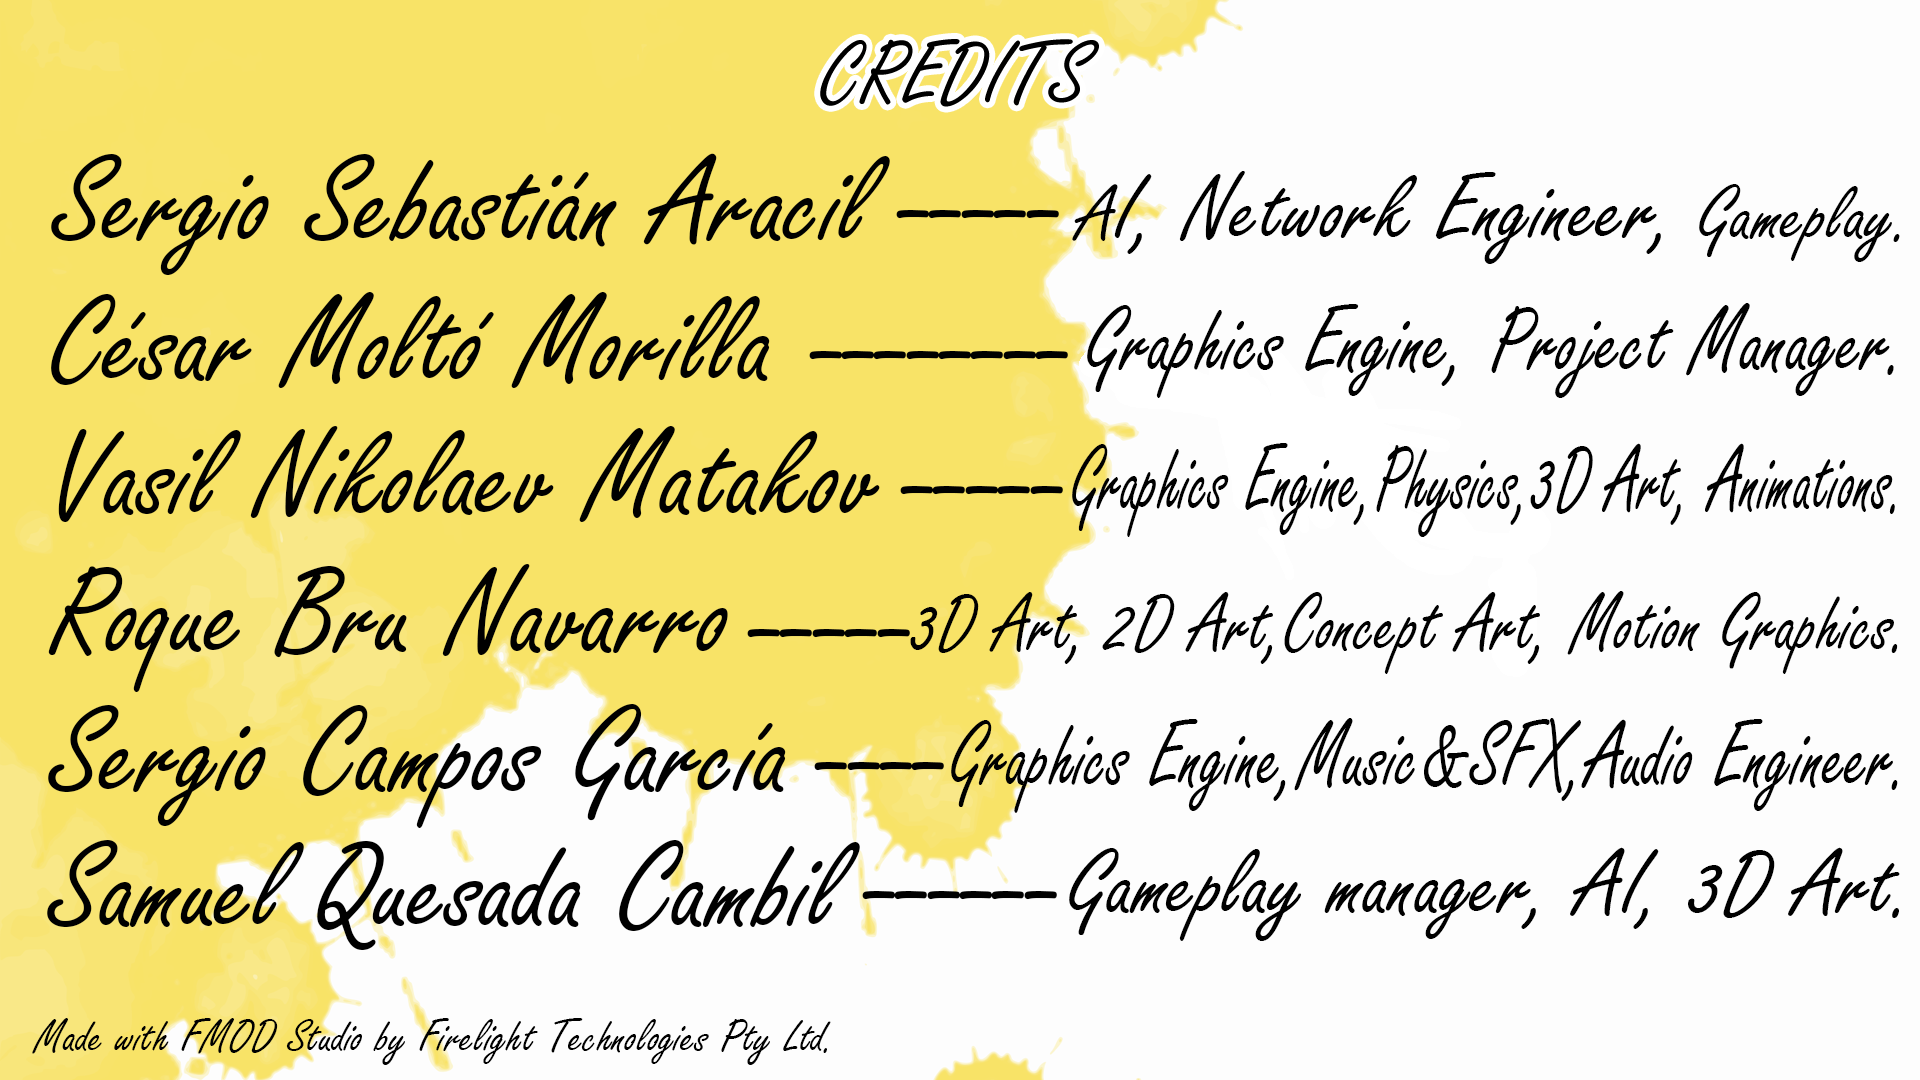 CREDITS
Sergio Sebastián Aracil ----- AI, Network Engineer, Gameplay.
César Moltó Morilla -------- Graphics Engine, Project Manager.
Vasil Nikolaev Matakov ----- Graphics Engine, Physics, 3D Art, Animations.
Roque Bru Navarro ----- 3D Art, 2D Art, Concept Art, Motion Graphics.
Sergio Campos García ---- Graphics Engine, Music & SFX, Audio Engineer.
Samuel Quesada Cambil ------ Gameplay manager, AI, 3D Art.
Made with FMOD Studio by Firelight Technologies Pty Ltd.